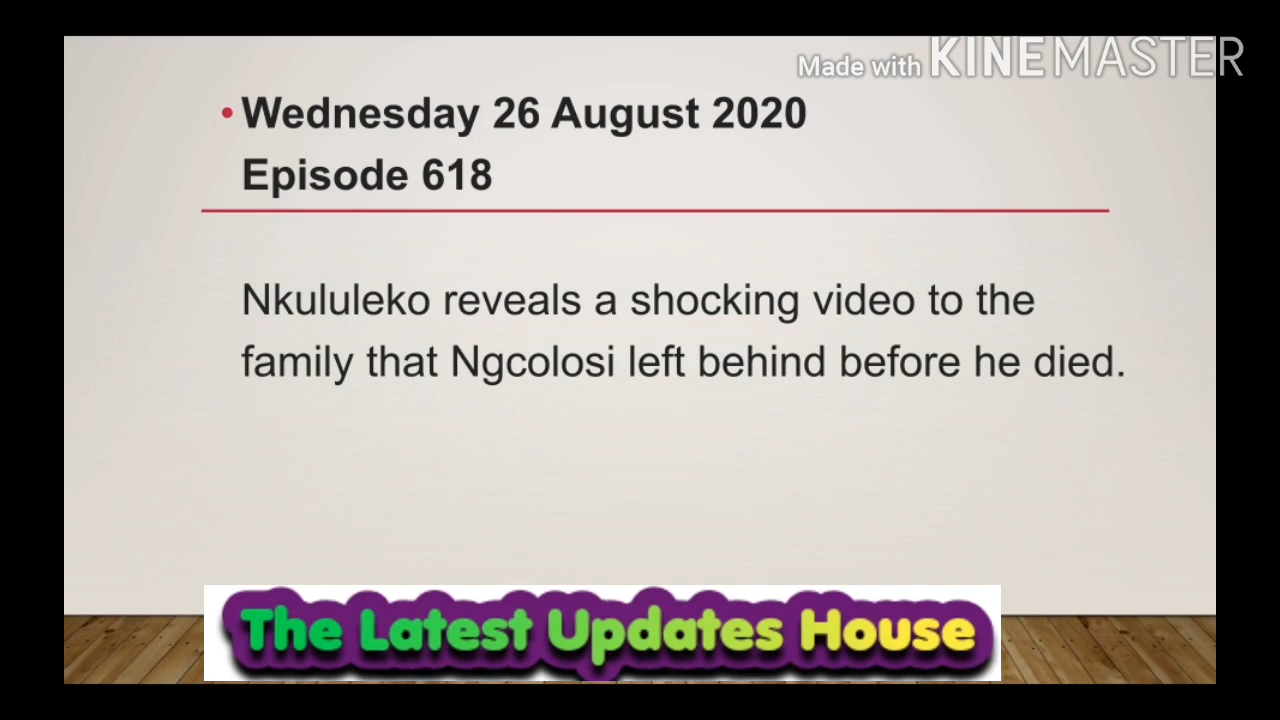 Made with KINEMASTER
• Wednesday 26 August 2020
Episode 618
Nkululeko reveals a shocking video to the
family that Ngcolosi left behind before he died.
The Latest Updates House